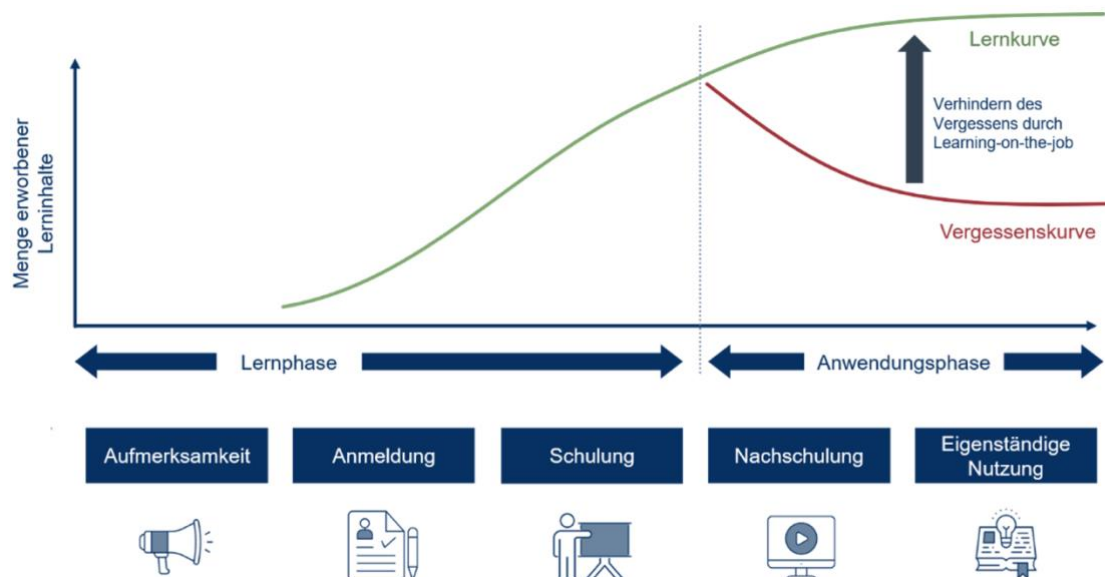 Menge erworbener
Lerninhalte
Lernkurve
Verhindern des
Vergessens durch
Learning-on-the-job
Vergessenskurve
Lernphase
Anwendungsphase
Aufmerksamkeit
Anmeldung
Schulung
Nachschulung
Eigenständige
Nutzung